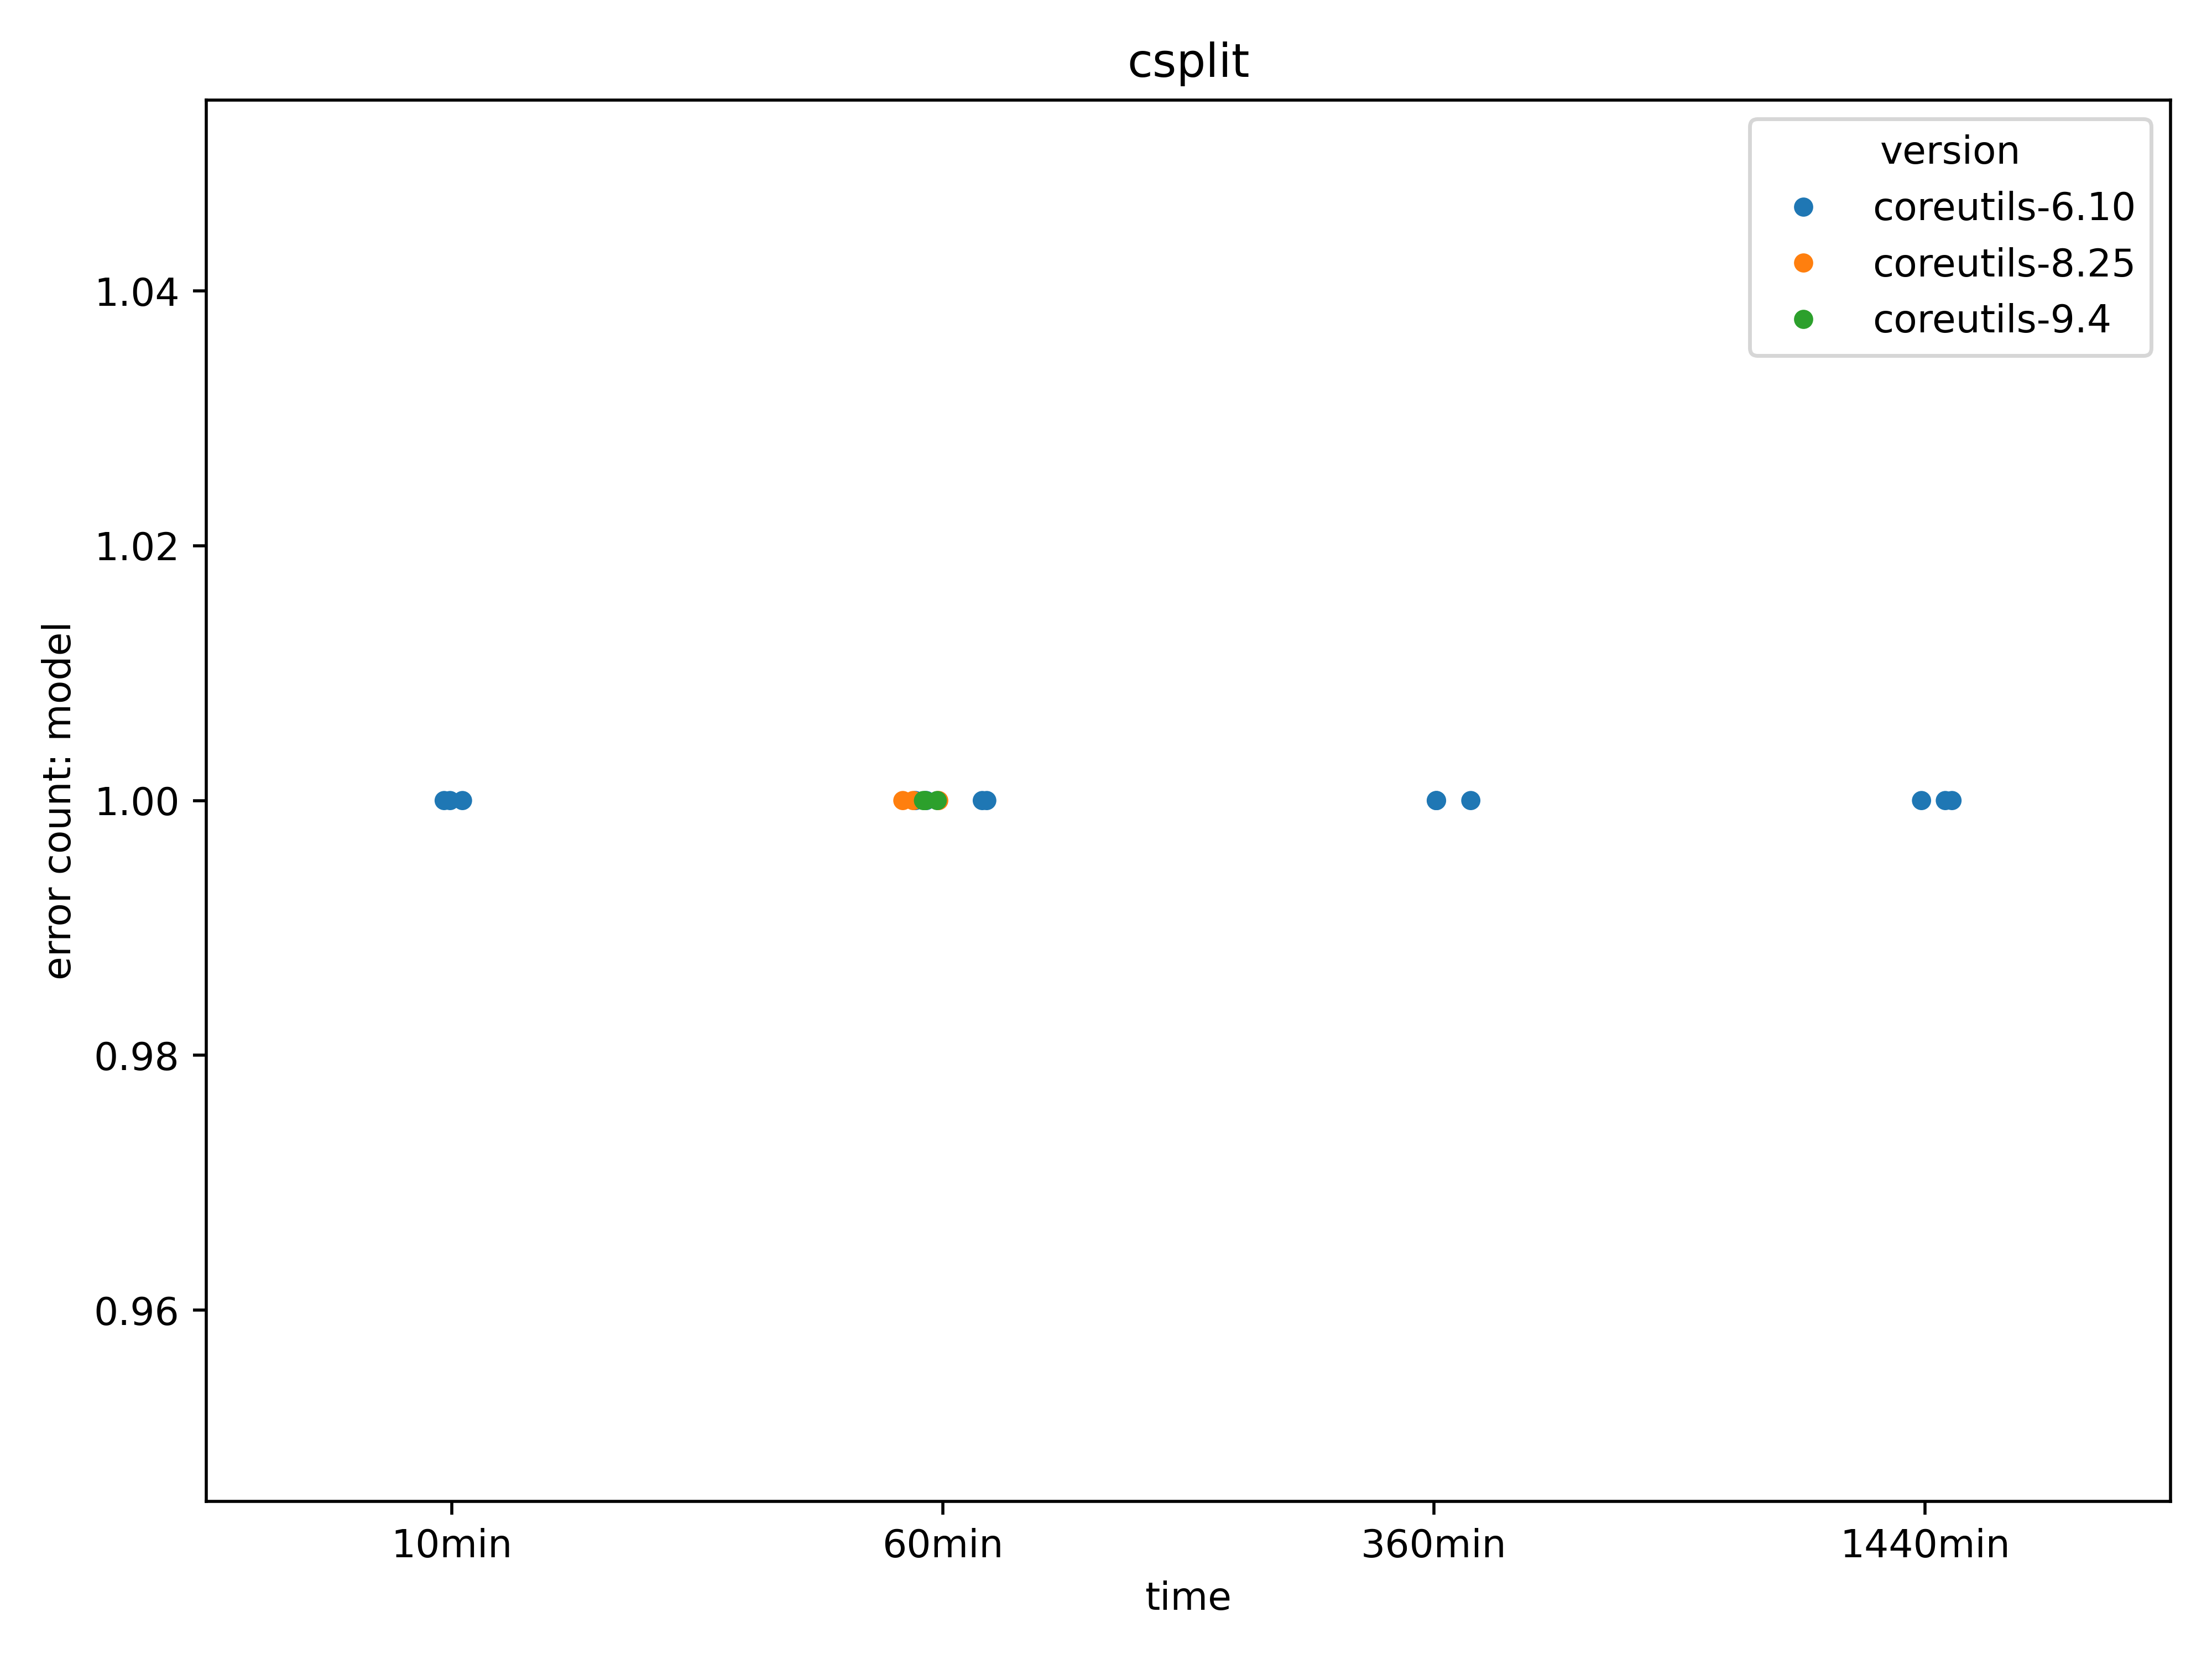 csplit
version
coreutils-6.10
coreutils-8.25
coreutils-9.4
error count: model
1.04
1.02
1.00
0.98
0.96
10min
60min
360min
1440min
time